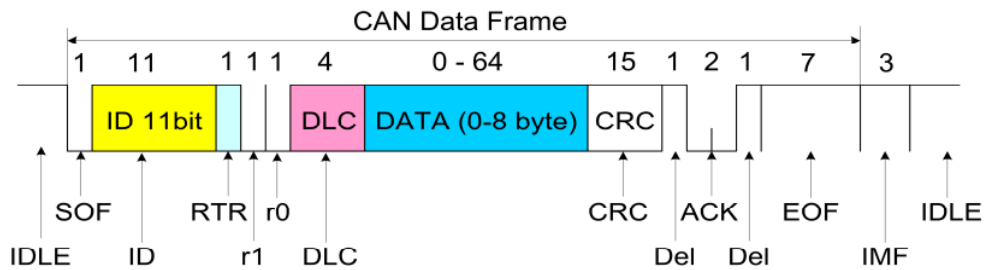 CAN Data Frame
1 11 1 1 1 4 0 - 64 15 1 2 1 7 3
ID 11bit DLC DATA (0-8 byte) CRC
SOF RTR r0 CRC ACK EOF IDLE
IDLE ID r1 DLC Del Del IMF